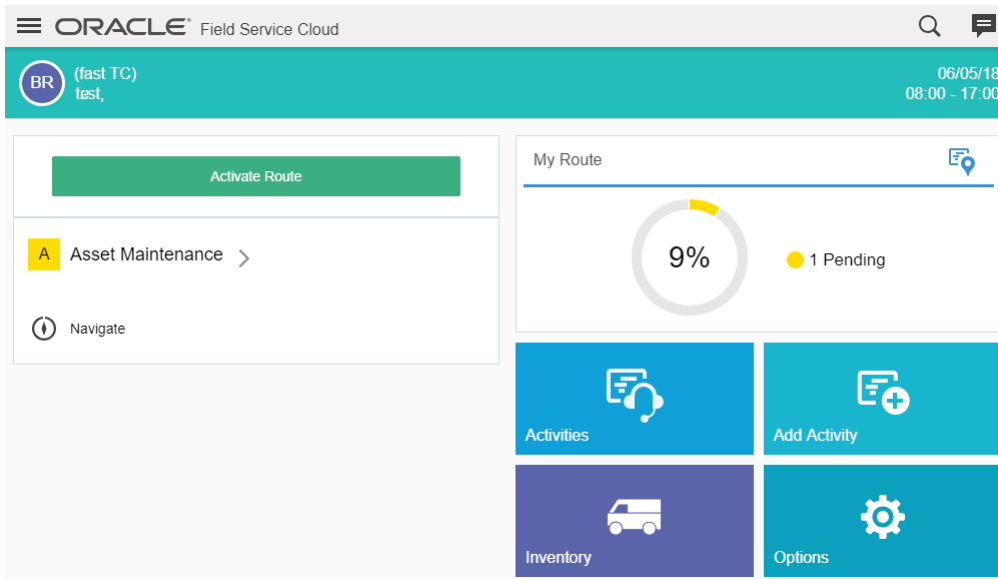 ORACLE® Field Service Cloud
BR
(fast TC)
test,
06/05/18
08:00 - 17:00
Activate Route
A Asset Maintenance
Navigate
My Route
9%
1 Pending
Activities
Add Activity
Inventory
Options